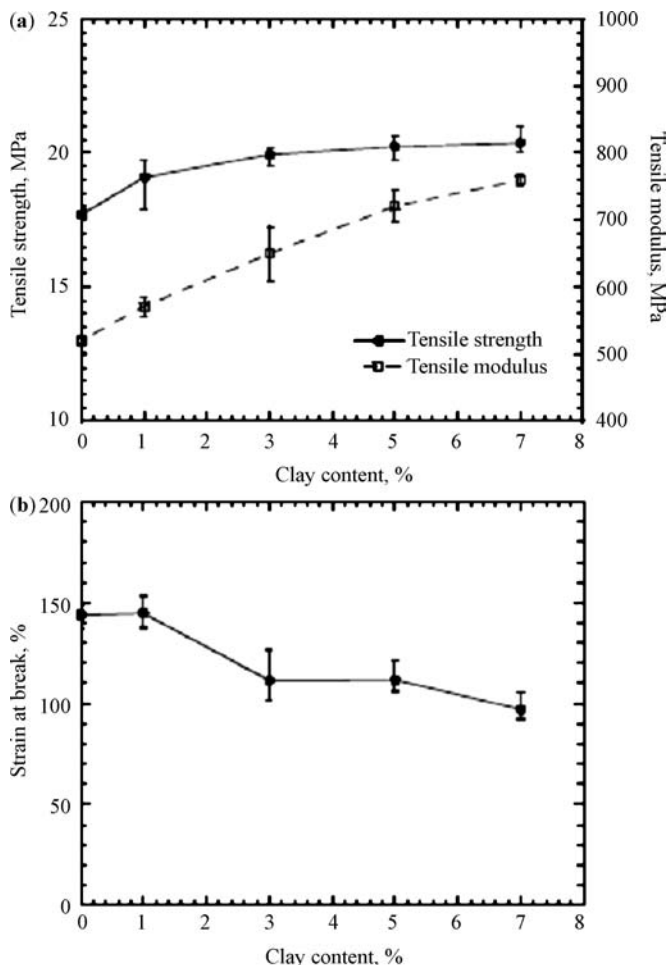 (a)
25
20
15
10
Tensile strength, MPa
1000
900
800
700
600
500
400
Tensile modulus, MPa
Tensile strength
Tensile modulus
0 1 2 3 4 5 6 7 8
Clay content, %
(b)
200
150
100
50
0
Strain at break, %
0 1 2 3 4 5 6 7 8
Clay content, %